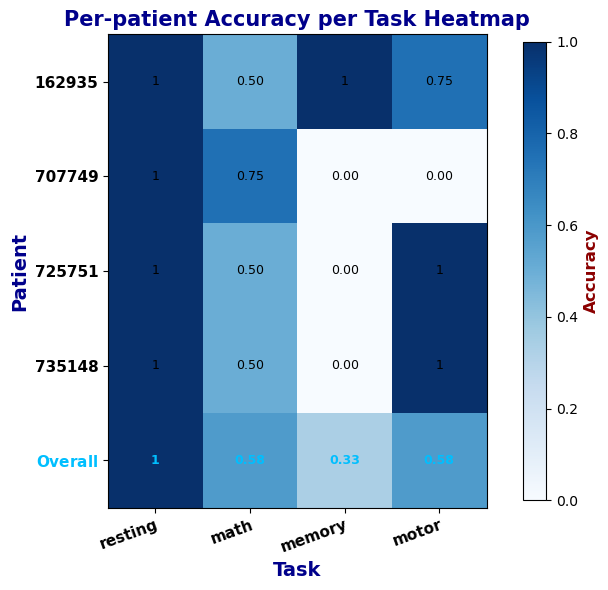 Per-patient Accuracy per Task Heatmap
1.0
162935 1 0.50 1 0.75
0.8
707749 1 0.75 0.00 0.00
0.6
Patient
Accuracy
725751 1 0.50 0.00 1
0.4
735148 1 0.50 0.00 1
0.2
Overall 1 0.33
0.0
resting math memory motor
Task